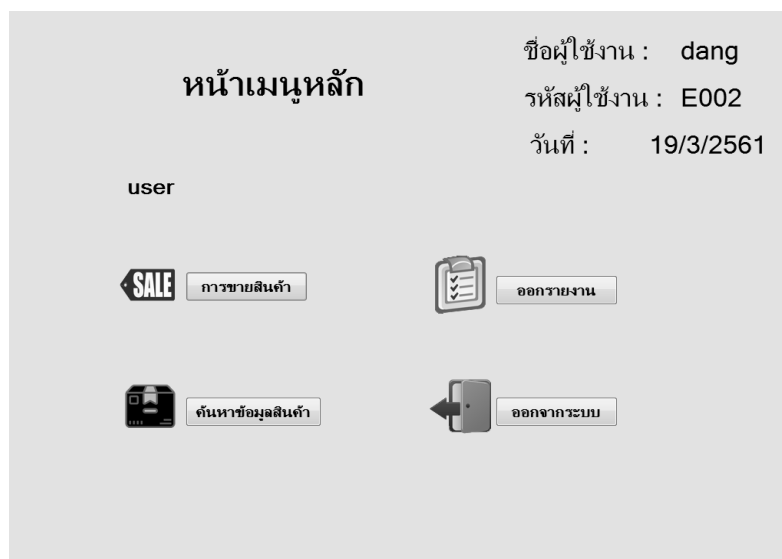 หน้าเมนูหลัก
ชื่อผู้ใช้งาน : dang
รหัสผู้ใช้งาน : E002
วันที่ : 19/3/2561
user
SALE การขายสินค้า
ออกรายงาน
ค้นหาข้อมูลสินค้า
ออกจากระบบ